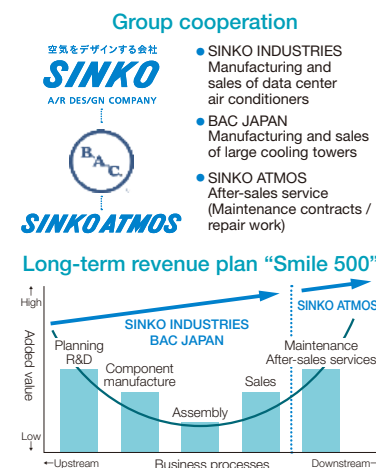 Group cooperation
空気をデザインする会社
SINKO
A/R DES/GN COMPANY
B.A.C.
SINKO ATMOS
● SINKO INDUSTRIES
Manufacturing and
sales of data center
air conditioners
● BAC JAPAN
Manufacturing and sales
of large cooling towers
● SINKO ATMOS
After-sales service
(Maintenance contracts /
repair work)
Long-term revenue plan “Smile 500”
High
Added value
Low
SINKO INDUSTRIES
BAC JAPAN
SINKO ATMOS
Planning
R&D
Component
manufacture
Assembly
Sales
Maintenance
After-sales services
←Upstream
Business processes
Downstream→